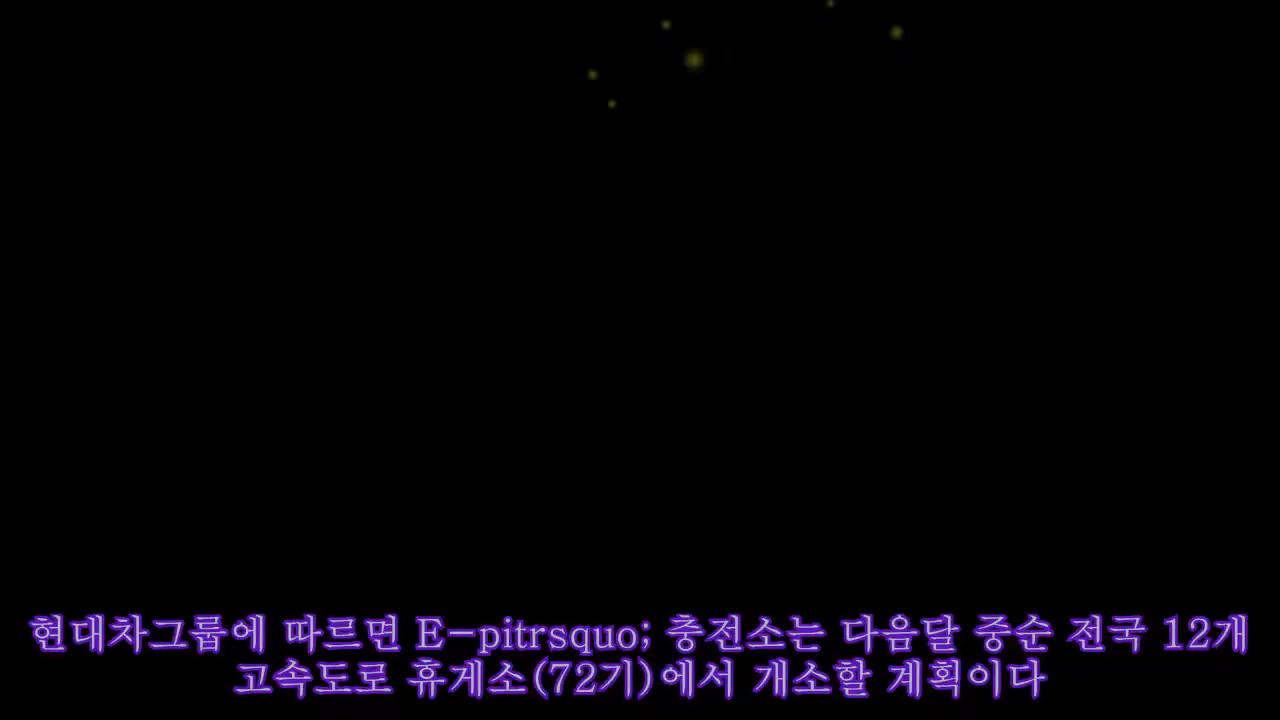 현대차그룹에 따르면 E-pitrsquo; 충전소는 다음달 중순 전국 12개
고속도로 휴게소(72기)에서 개소할 계획이다